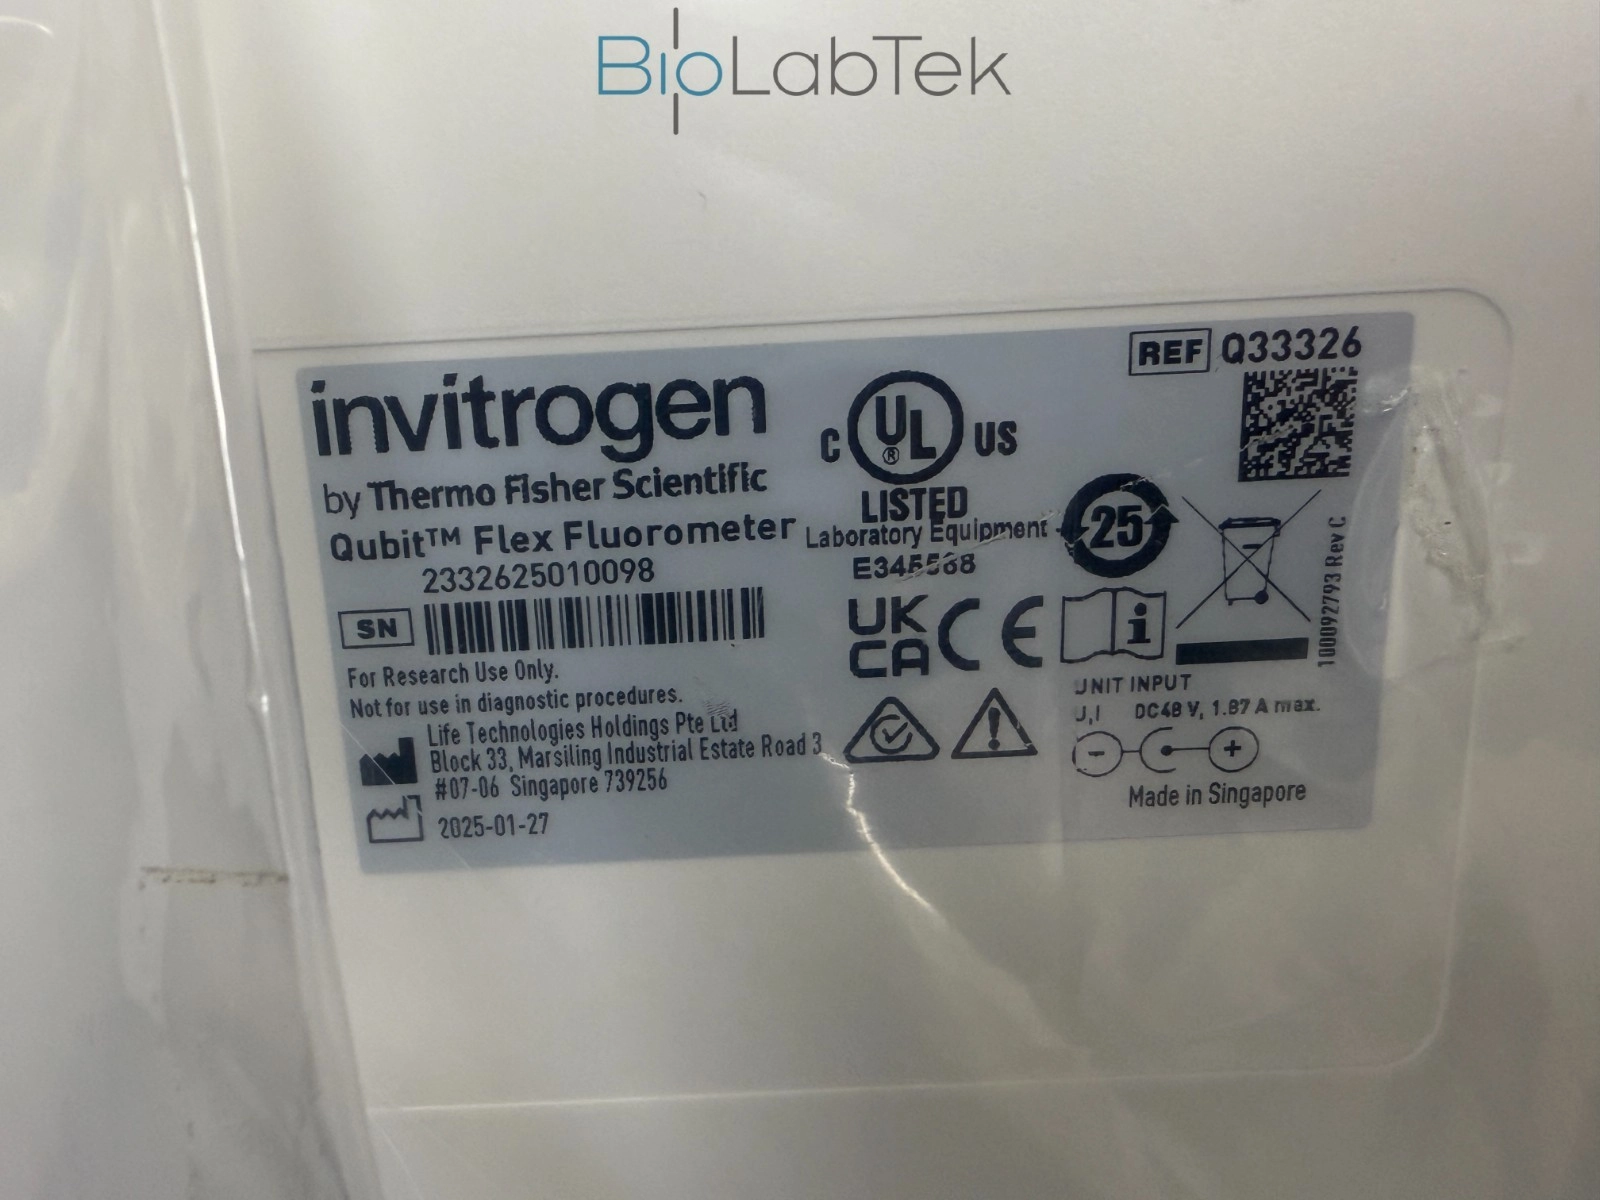 BioLabTek
REF Q33326
invitrogen
by Thermo Fisher Scientific
Qubit™ Flex Fluorometer
2332625010098
SN
For Research Use Only.
Not for use in diagnostic procedures.
Life Technologies Holdings Pte Ltd
Block 33, Marsiling Industrial Estate Road 3
#07-06 Singapore 739256
2025-01-27
C UL ® US
LISTED
Laboratory Equipment
25
UK
CA CE
i
100092793 Rev C
UNIT INPUT
U,I DC48 V, 1.87 A max.
- +
Made in Singapore